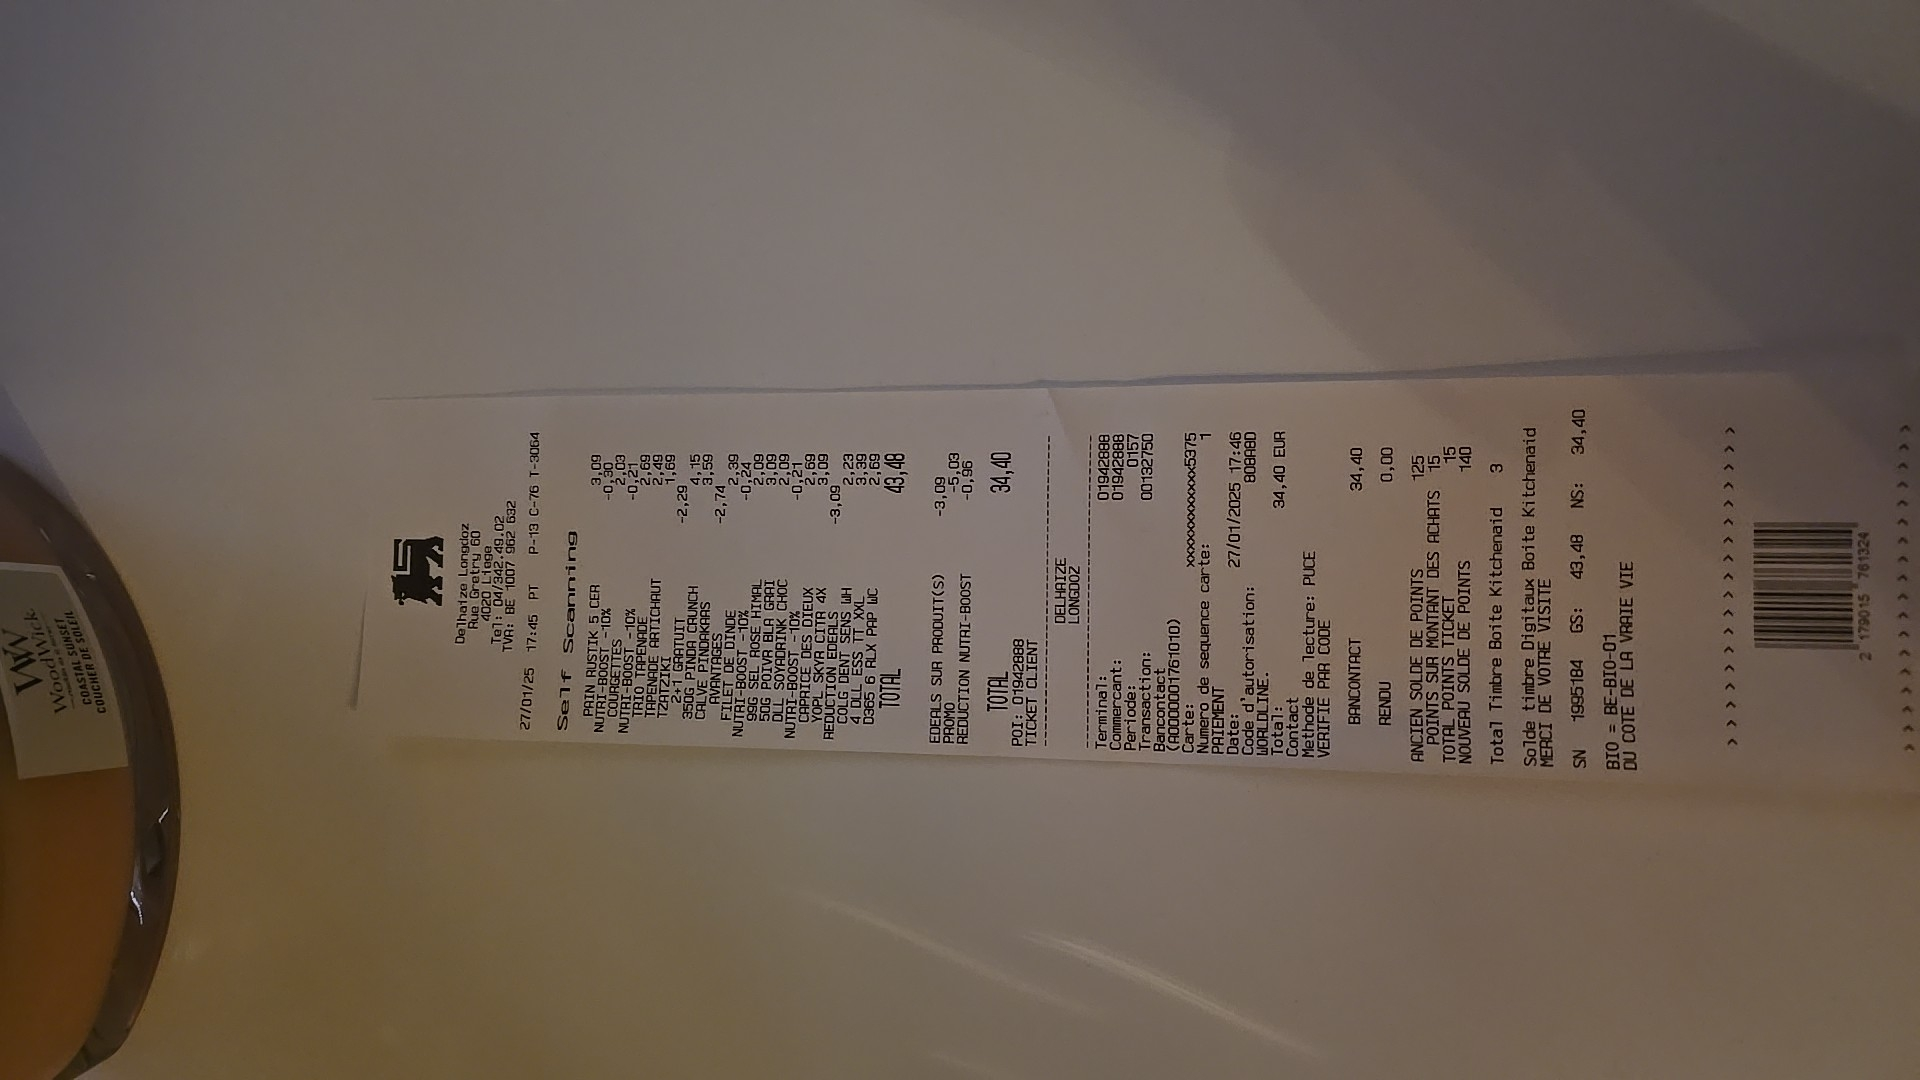 WoodWick
COASTAL SUNSET
COUCHER DE SOLEIL
Delhaize Longdoz
Rue Gretry 60
4020 Liege
Tel: 04/342.49.02
TVA: BE 1007 962 632
27/01/25 17:45 PT P-13 C-76 T-3064
Self Scanning
PAIN RUSTIK 5 CER 3,09
NUTRI-BOOST -10% -0,30
COURGETTES 2,03
NUTRI-BOOST -10% -0,21
TRIO TAPENADE 2,69
TAPENADE ARTICHAUT 2,49
TZATZIKI 1,69
2+1 GRATUIT -2,29
350G PINDA CRUNCH 4,15
CALVE PINDAKAAS 3,59
AVANTAGES -2,74
FILET DE DINDE 2,39
NUTRI-BOOST -10% -0,24
99G SELROSE HIMAL 2,09
50G POIVR BLA GRAI 3,09
DLL SOYADRINK CHOC 2,09
NUTRI-BOOST -10% -0,21
CAPRICE DES DIEUX 2,69
YOPL SKYR CITR 4X 3,09
REDUCTION EDEALS -3,09
COLG DENT SENS WH 2,23
4 DELL ESS TT XXL 3,39
D365 6 RLX PAP WC 2,69
TOTAL 43,48
EDEALS SUR PRODUIT(S) -3,09
PROMO -5,03
REDUCTION NUTRI-BOOST -0,96
TOTAL 34,40
POI: 01942888
TICKET CLIENT
DELHAIZE
LONGDOZ
Terminal: 01942888
Commercant: 01942888
Periode: 0157
Transaction: 00132750
Bancontact
(A0000001761010)
Carte: xxxxxxxxxxxxx5375
Numero de sequence carte: 1
PAIEMENT
Date: 27/01/2025 17:46
Code d'autorisation: 808A8D
WORLDLINE.
Total: 34,40 EUR
Contact
Methode de lecture: PUCE
VERIFIE PAR CODE
BANCONTACT 34,40
RENDU 0,00
ANCIEN SOLDE DE POINTS 125
POINTS SUR MONTANT DES ACHATS 15
TOTAL POINTS TICKET 15
NOUVEAU SOLDE DE POINTS 140
Total Timbre Boîte Kitchenaid 3
Solde timbre Digitaux Boite Kitchenaid
MERCI DE VOTRE VISITE
SN 1995184 GS: 43,48 NS: 34,40
BIO = BE-BIO-01
DU COTE DE LA VRAIE VIE
2 179015 761324